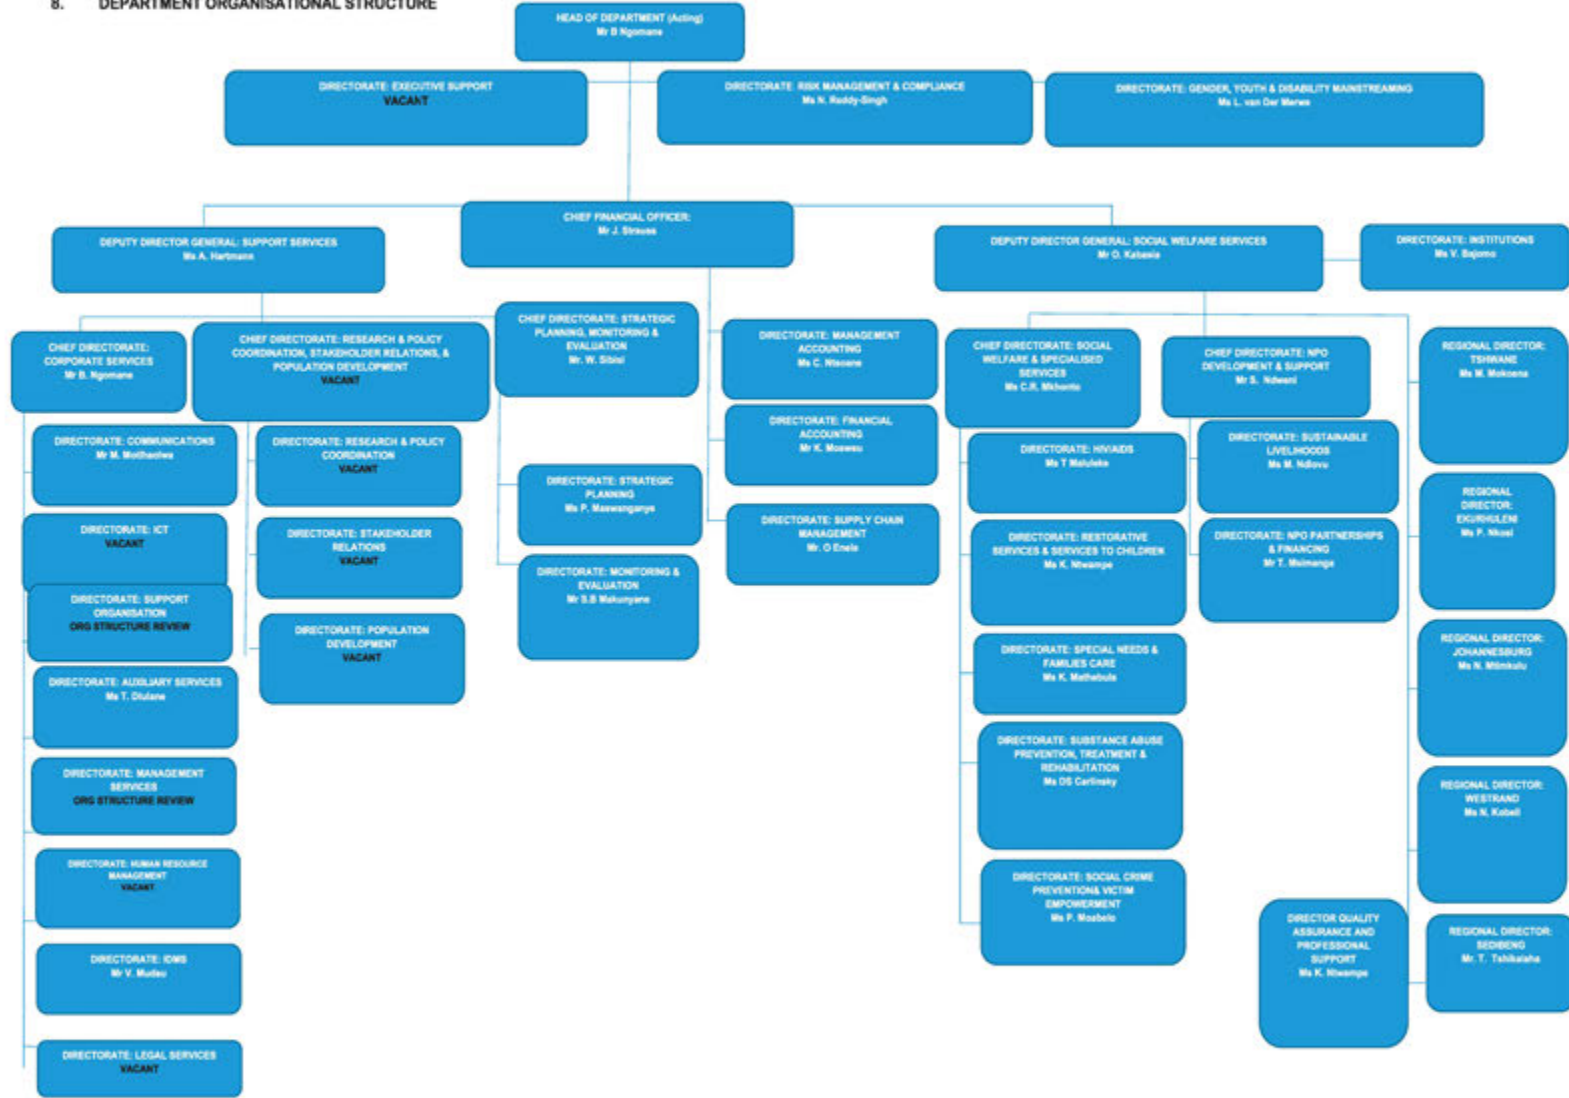 8. DEPARTMENT ORGANISATIONAL STRUCTURE
HEAD OF DEPARTMENT (Acting)
Mr B Ngomane
DIRECTORATE: EXECUTIVE SUPPORT
VACANT
DIRECTORATE: RISK MANAGEMENT & COMPLIANCE
Ms N. Reddy-Singh
DIRECTORATE: GENDER, YOUTH & DISABILITY MAINSTREAMING
Ms L. van Der Merwe
CHIEF FINANCIAL OFFICER:
Mr J. Strauss
DEPUTY DIRECTOR GENERAL: SUPPORT SERVICES
Ms A. Hartmann
DEPUTY DIRECTOR GENERAL: SOCIAL WELFARE SERVICES
Mr O. Kabasia
DIRECTORATE: INSTITUTIONS
Ms V. Bajomo
CHIEF DIRECTORATE:
CORPORATE SERVICES
Mr B. Ngomane
CHIEF DIRECTORATE: RESEARCH & POLICY
COORDINATION, STAKEHOLDER RELATIONS, &
POPULATION DEVELOPMENT
VACANT
CHIEF DIRECTORATE: STRATEGIC
PLANNING, MONITORING &
EVALUATION
Mr. W. Sibisi
DIRECTORATE: COMMUNICATIONS
Mr M.
DIRECTORATE: ICT
VACANT
DIRECTORATE: SUPPORT
ORGANISATION
ORG STRUCTURE REVIEW
DIRECTORATE: AUXILIARY SERVICES
Ms T. Dlulane
DIRECTORATE: MANAGEMENT
SERVICES
ORG STRUCTURE REVIEW
DIRECTORATE: HUMAN RESOURCE
MANAGEMENT
VACANT
DIRECTORATE: IDMS
Mr V. Mudau
DIRECTORATE: LEGAL SERVICES
VACANT
DIRECTORATE: RESEARCH & POLICY
COORDINATION
VACANT
DIRECTORATE: STAKEHOLDER
RELATIONS
VACANT
DIRECTORATE: POPULATION
DEVELOPMENT
VACANT
DIRECTORATE: STRATEGIC
PLANNING
Ms P. Maswanganye
DIRECTORATE: MONITORING &
EVALUATION
Mr S.B Makunyane
DIRECTORATE: MANAGEMENT
ACCOUNTING
Ms C. Ntsoane
DIRECTORATE: FINANCIAL
ACCOUNTING
Mr K.
DIRECTORATE: SUPPLY CHAIN
MANAGEMENT
Mr. O
CHIEF DIRECTORATE: SOCIAL
WELFARE & SPECIALISED
SERVICES
Ms C.R. Mkhonto
DIRECTORATE: HIV/AIDS
Ms T Maluleke
DIRECTORATE: RESTORATIVE
SERVICES & SERVICES TO CHILDREN
Ms K. Ntwampe
DIRECTORATE: SPECIAL NEEDS &
FAMILIES CARE
Ms K. Mathebula
DIRECTORATE: SUBSTANCE ABUSE
PREVENTION, TREATMENT &
REHABILITATION
Ms DS Carlinsky
DIRECTORATE: SOCIAL CRIME
PREVENTION& VICTIM
EMPOWERMENT
Ms P.
CHIEF DIRECTORATE: NPO
DEVELOPMENT & SUPPORT
Mr S. Ndweni
DIRECTORATE: SUSTAINABLE
LIVELIHOODS
Ms M. Ndlovu
DIRECTORATE: NPO PARTNERSHIPS
& FINANCING
Mr T. Msimanga
REGIONAL DIRECTOR:
TSHWANE
Ms M. Mokoena
REGIONAL
DIRECTOR:
EKURHULENI
Ms P. Nkosi
REGIONAL DIRECTOR:
JOHANNESBURG
Ms N. Mtimkulu
REGIONAL DIRECTOR:
WESTRAND
Ms N. Kobeli
DIRECTOR QUALITY
ASSURANCE AND
PROFESSIONAL
SUPPORT
Ms K. Ntwampe
REGIONAL DIRECTOR:
SEDIBENG
Mr. T.